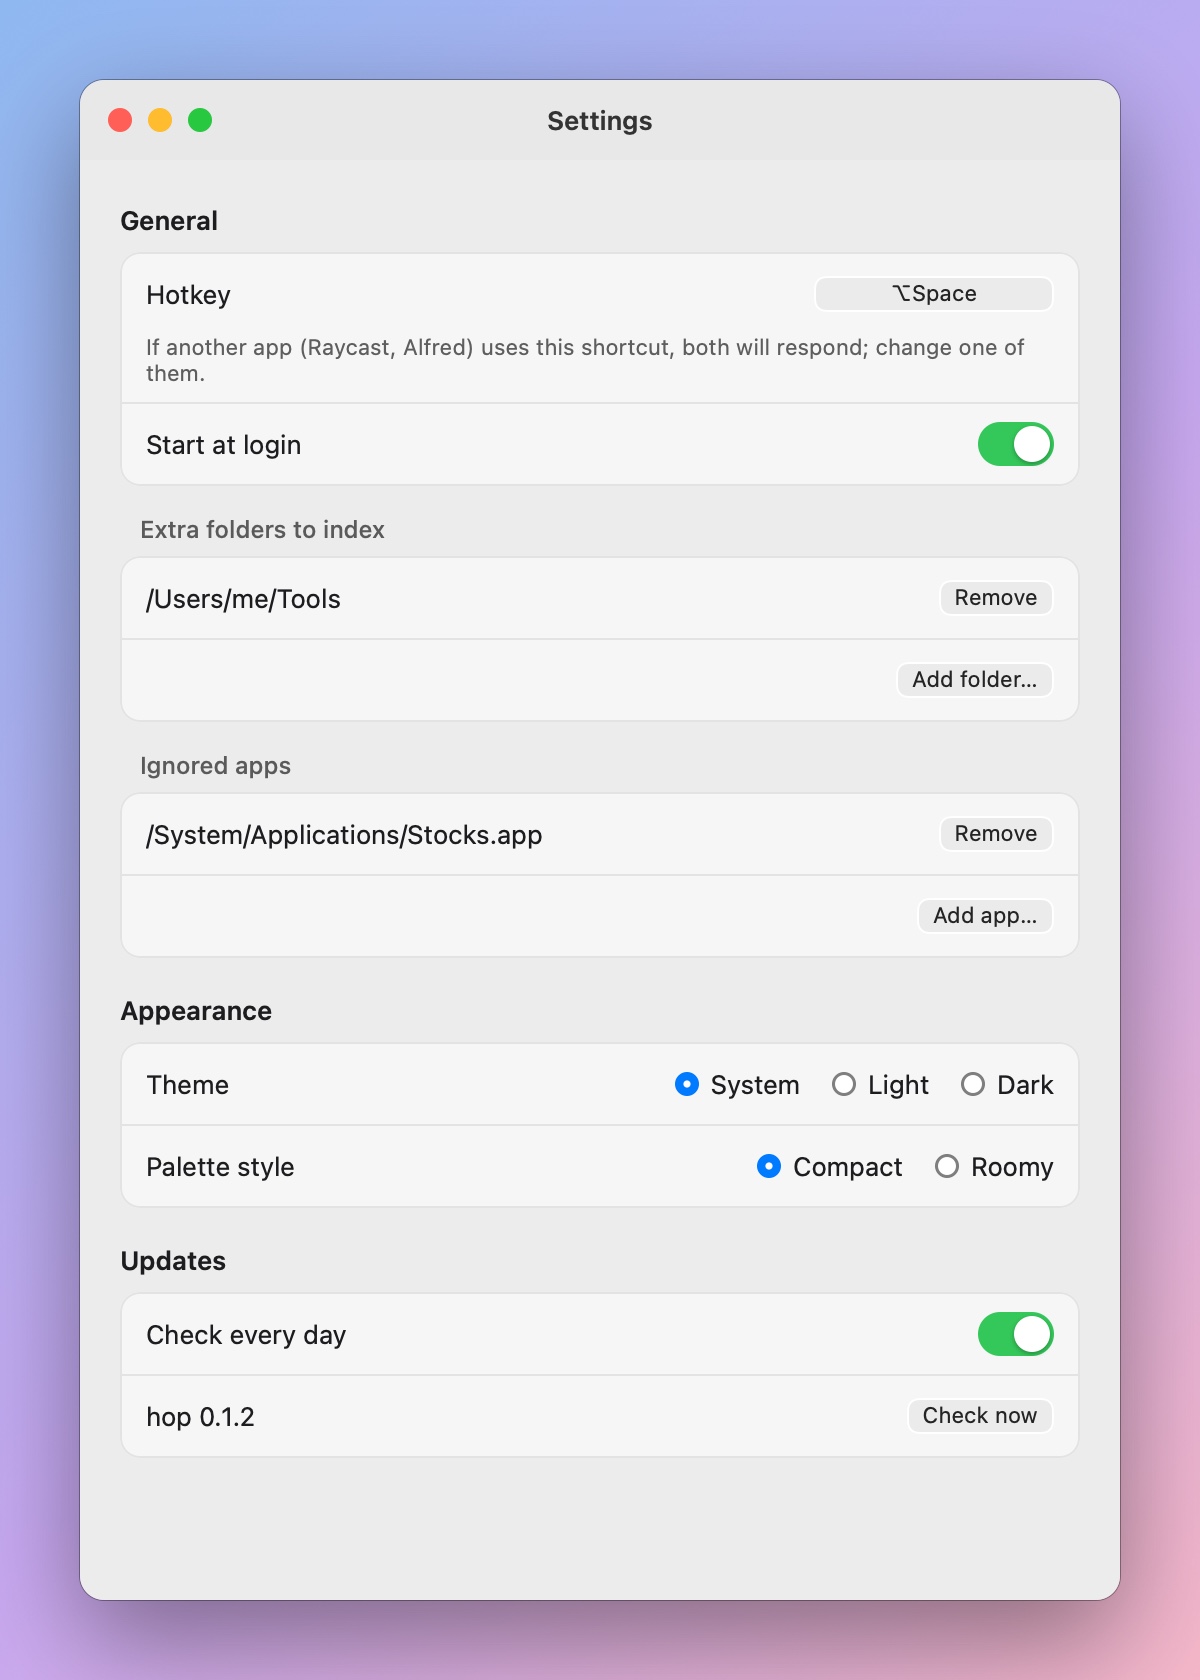 Settings
General
Hotkey
⌥Space
If another app (Raycast, Alfred) uses this shortcut, both will respond; change one of
them.
Start at login
Extra folders to index
/Users/me/Tools
Remove
Add folder...
Ignored apps
/System/Applications/Stocks.app
Remove
Add app...
Appearance
Theme
System Light Dark
Palette style
Compact Roomy
Updates
Check every day
hop 0.1.2
Check now